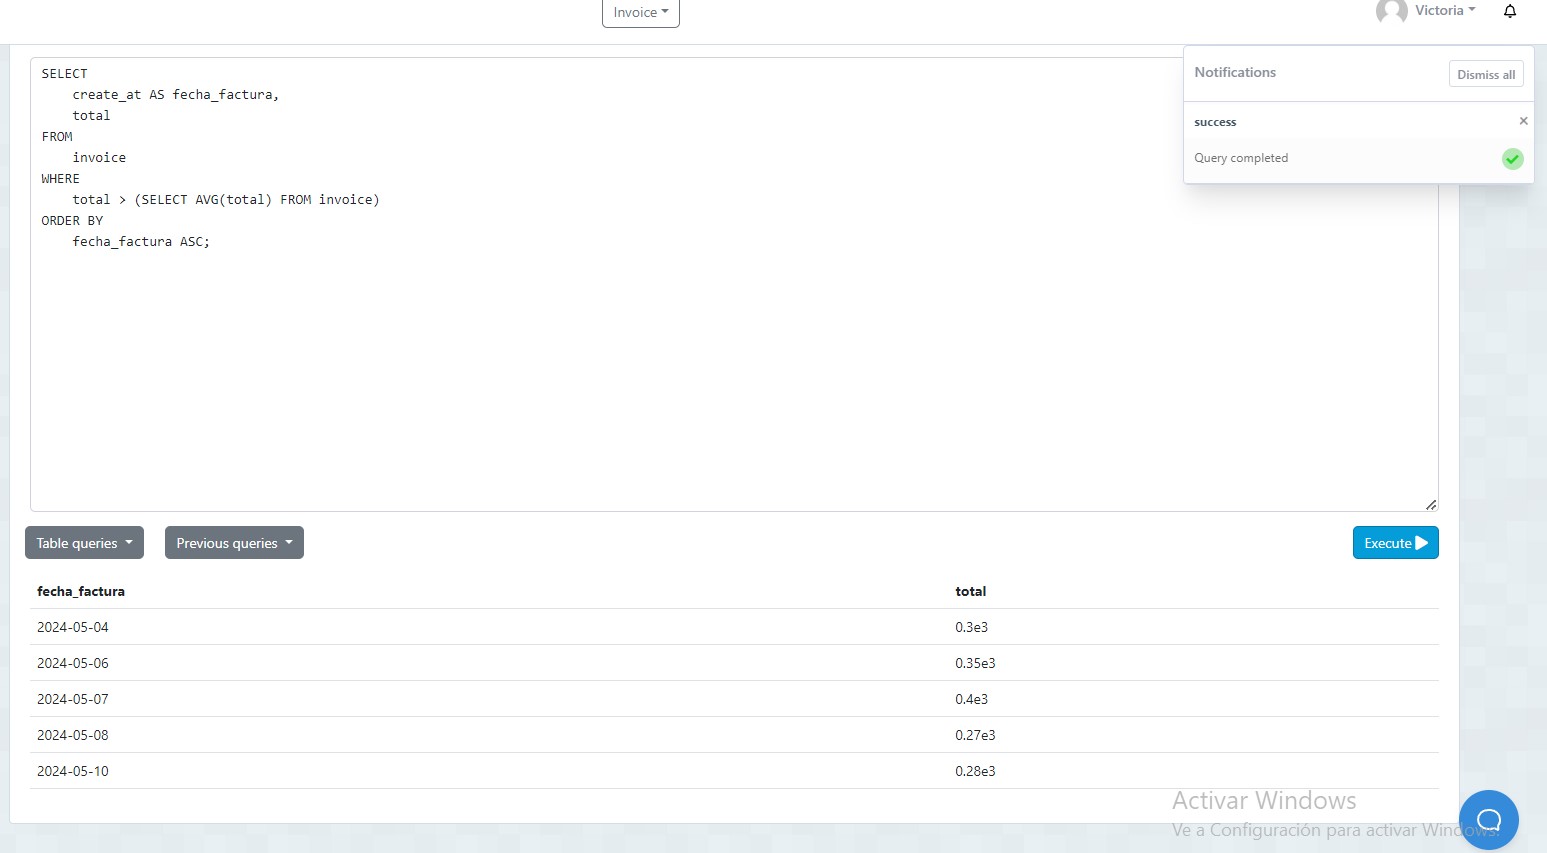 Invoice
Victoria
SELECT
    create_at AS fecha_factura,
    total
FROM
    invoice
WHERE
    total > (SELECT AVG(total) FROM invoice)
ORDER BY
    fecha_factura ASC;
Notifications
Dismiss all
success ×
Query completed
Table queries
Previous queries
Execute
fecha_factura total
2024-05-04 0.3e3
2024-05-06 0.35e3
2024-05-07 0.4e3
2024-05-08 0.27e3
2024-05-10 0.28e3
Activar Windows
Ve a Configuración para activar Windows.